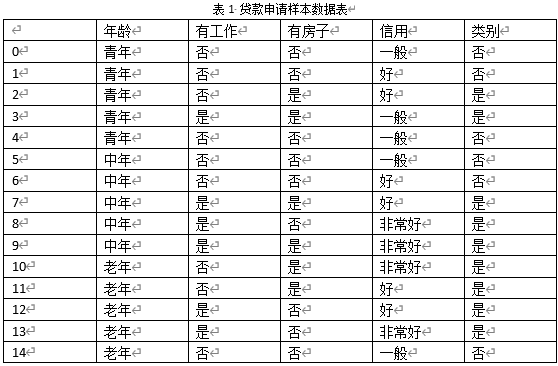 表 1 贷款申请样本数据表
年龄 有工作 有房子 信用 类别
0 青年 否 否 一般 否
1 青年 否 否 好 否
2 青年 否 是 好 是
3 青年 是 是 一般 是
4 青年 否 否 一般 否
5 中年 否 否 一般 否
6 中年 否 否 好 否
7 中年 是 是 好 是
8 中年 是 否 非常好 是
9 中年 是 是 非常好 是
10 老年 否 是 非常好 是
11 老年 否 是 好 是
12 老年 是 否 好 是
13 老年 是 否 非常好 是
14 老年 否 否 一般 否